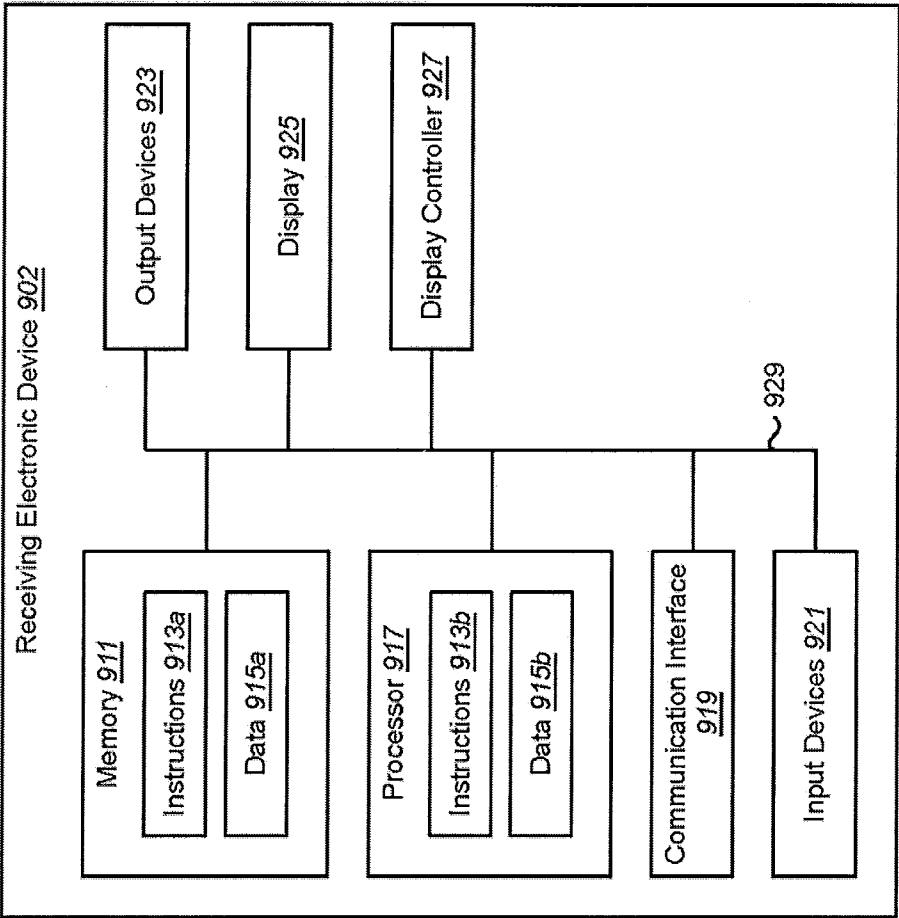 Receiving Electronic Device 902
Memory 911
Instructions 913a
Data 915a
Processor 917
Instructions 913b
Data 915b
Communication Interface
919
Input Devices 921
Output Devices 923
Display 925
Display Controller 927
929